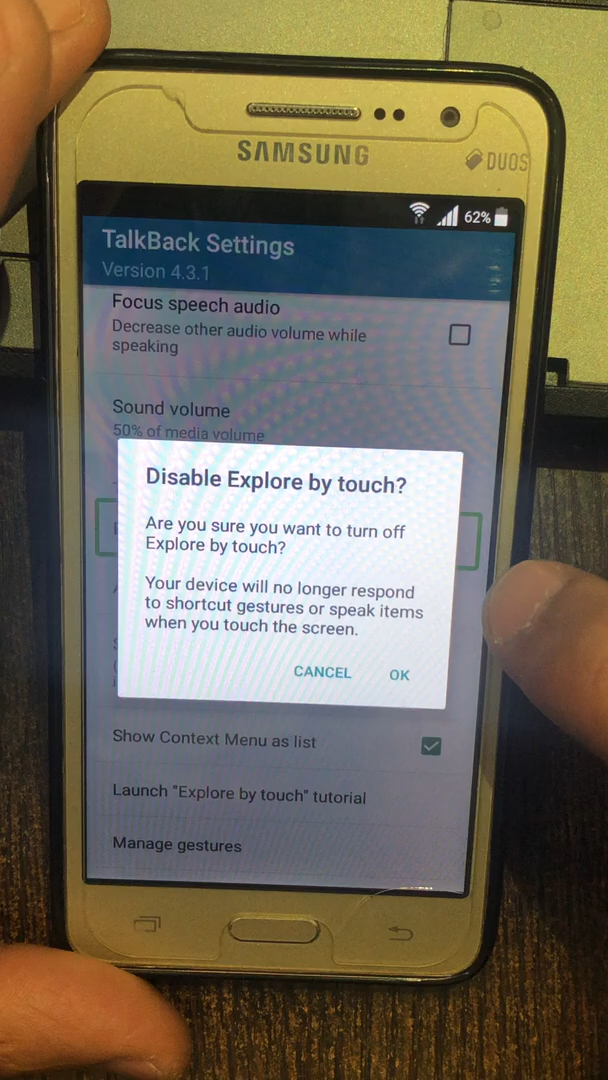 SAMSUNG
DUOS
62%
TalkBack Settings
Version 4.3.1
Focus speech audio
Decrease other audio volume while
speaking
Sound volume
50% of media volume
Disable Explore by touch?
Are you sure you want to turn off
Explore by touch?
Your device will no longer respond
to shortcut gestures or speak items
when you touch the screen.
CANCEL OK
Show Context Menu as list
Launch "Explore by touch" tutorial
Manage gestures